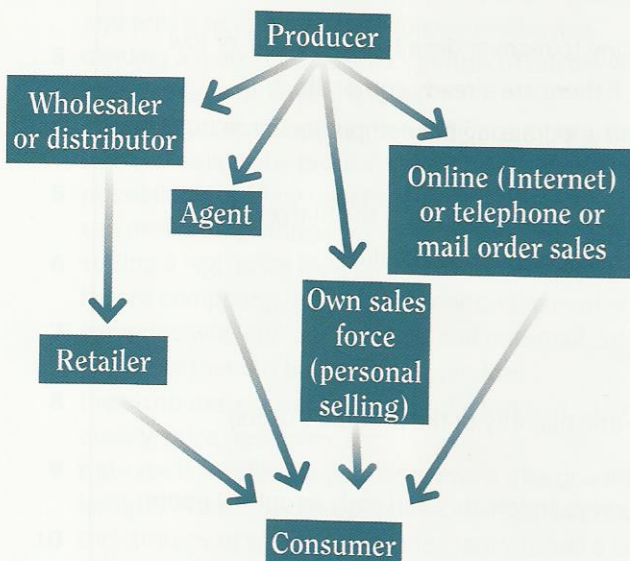 Producer
Wholesaler
or distributor
Agent
Online (Internet)
or telephone or
mail order sales
Own sales
force
(personal
selling)
Retailer
Consumer